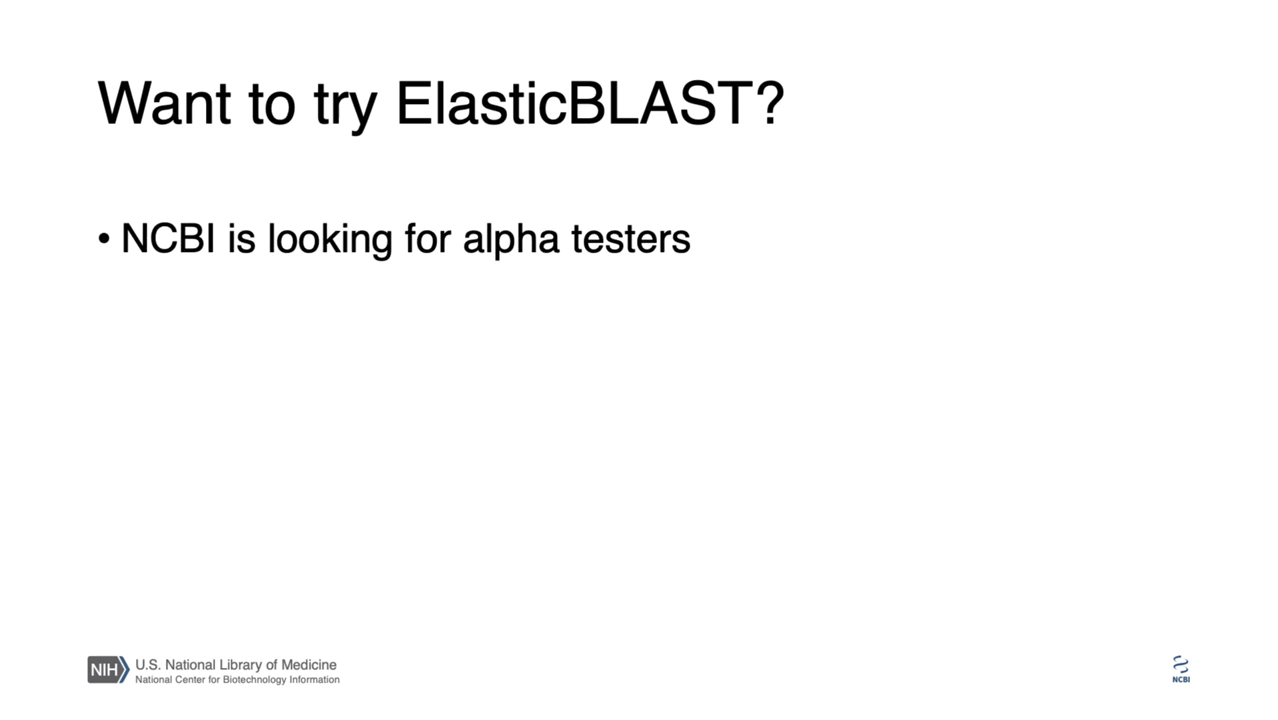 Want to try ElasticBLAST?
• NCBI is looking for alpha testers
NIH
U.S. National Library of Medicine
National Center for Biotechnology Information
NCBI